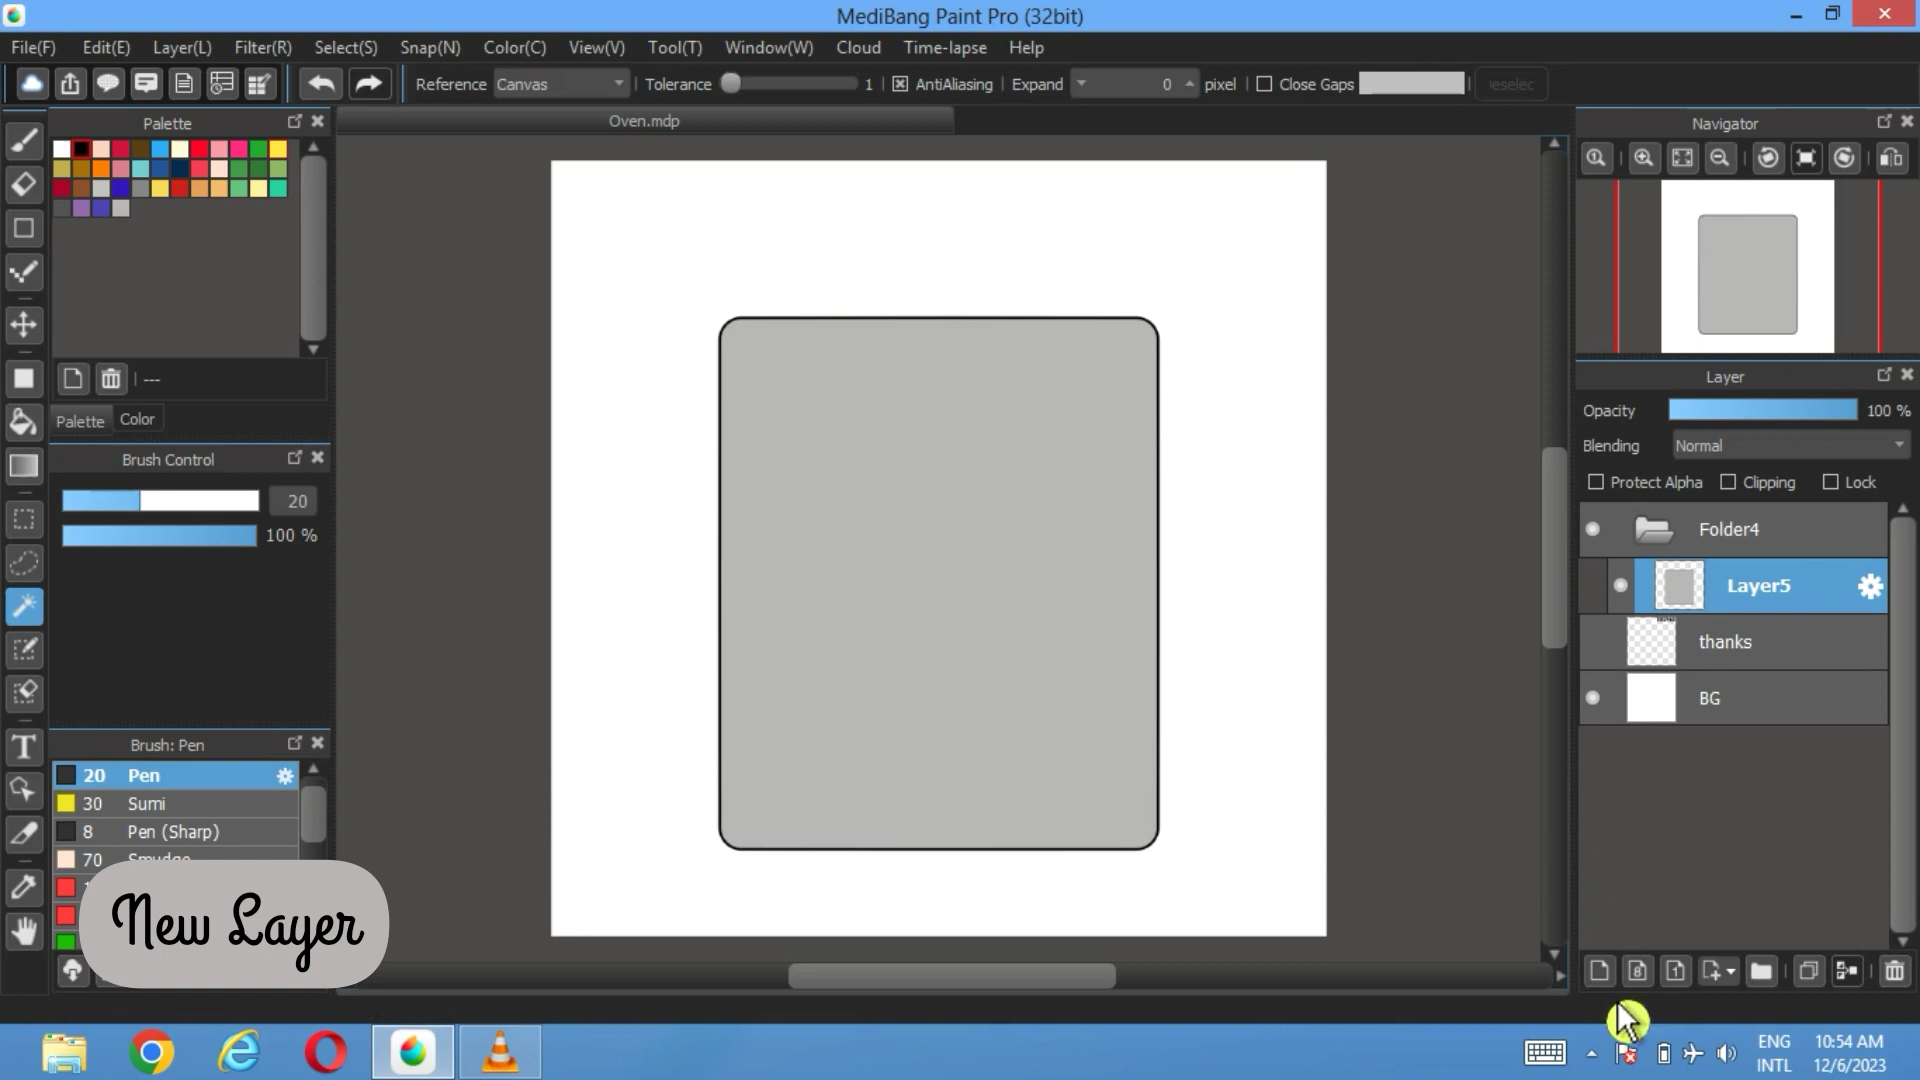 MediBang Paint Pro (32bit)
File(F) Edit(E) Layer(L) Filter(R) Select(S) Snap(N) Color(C) View(V) Tool(T) Window(W) Cloud Time-lapse Help
Reference Canvas Tolerance 1 AntiAliasing Expand 0 pixel Close Gaps
Palette
Oven.mdp
Navigator
---
Palette Color
Brush Control
20
100 %
Brush: Pen
20 Pen
30 Sumi
8 Pen (Sharp)
70 Smudge
New Layer
Layer
Opacity 100 %
Blending Normal
Protect Alpha Clipping Lock
Folder4
Layer5
thanks
BG
ENG
INTL
10:54 AM
12/6/2023